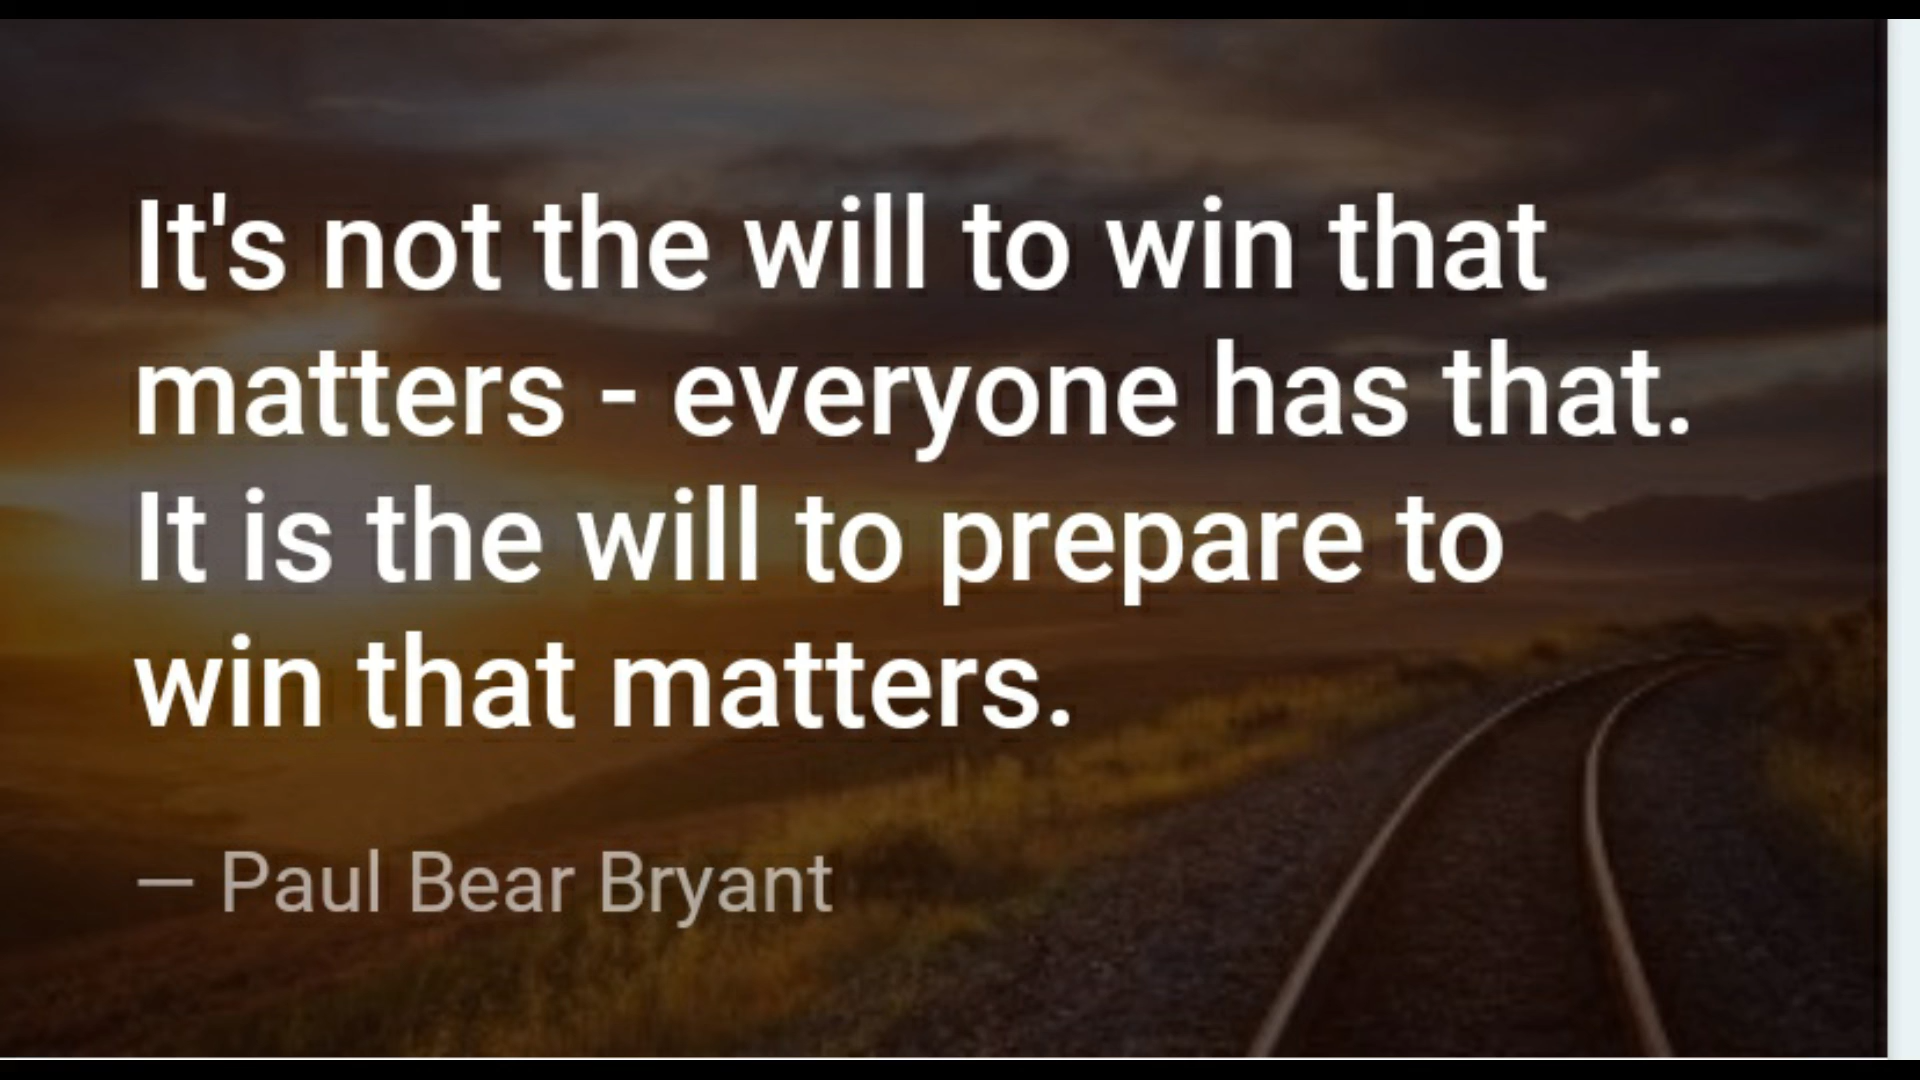 It's not the will to win that
matters - everyone has that.
It is the will to prepare to
win that matters.
— Paul Bear Bryant